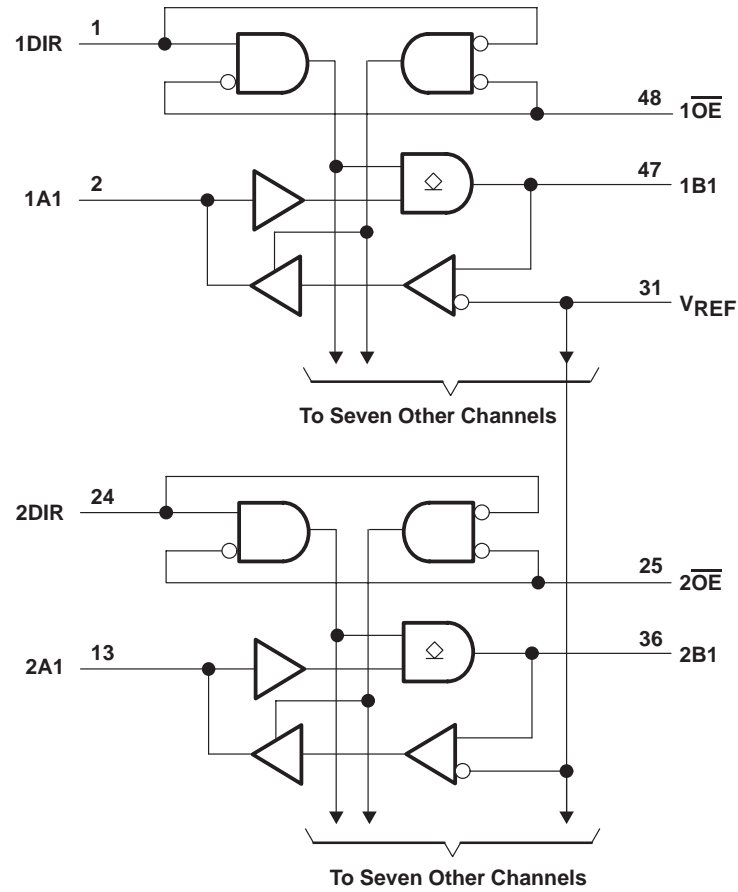 1DIR 1
48 1OE
1A1 2
47 1B1
31 VREF
To Seven Other Channels
2DIR 24
25 2OE
2A1 13
36 2B1
To Seven Other Channels